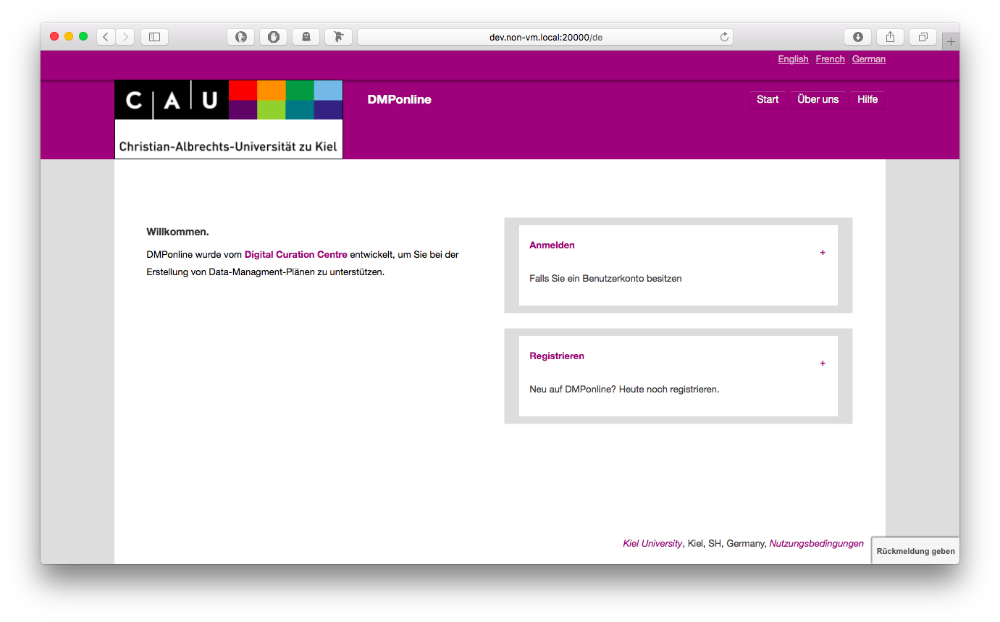 dev.non-vm.local:20000/de
English French German
C A U
Christian-Albrechts-Universität zu Kiel
DMPonline
Start Über uns Hilfe
Willkommen.
DMPonline wurde vom Digital Curation Centre entwickelt, um Sie bei der
Erstellung von Data-Managment-Plänen zu unterstützen.
Anmelden
+
Falls Sie ein Benutzerkonto besitzen
Registrieren
+
Neu auf DMPonline? Heute noch registrieren.
Kiel University, Kiel, SH, Germany, Nutzungsbedingungen
Rückmeldung geben